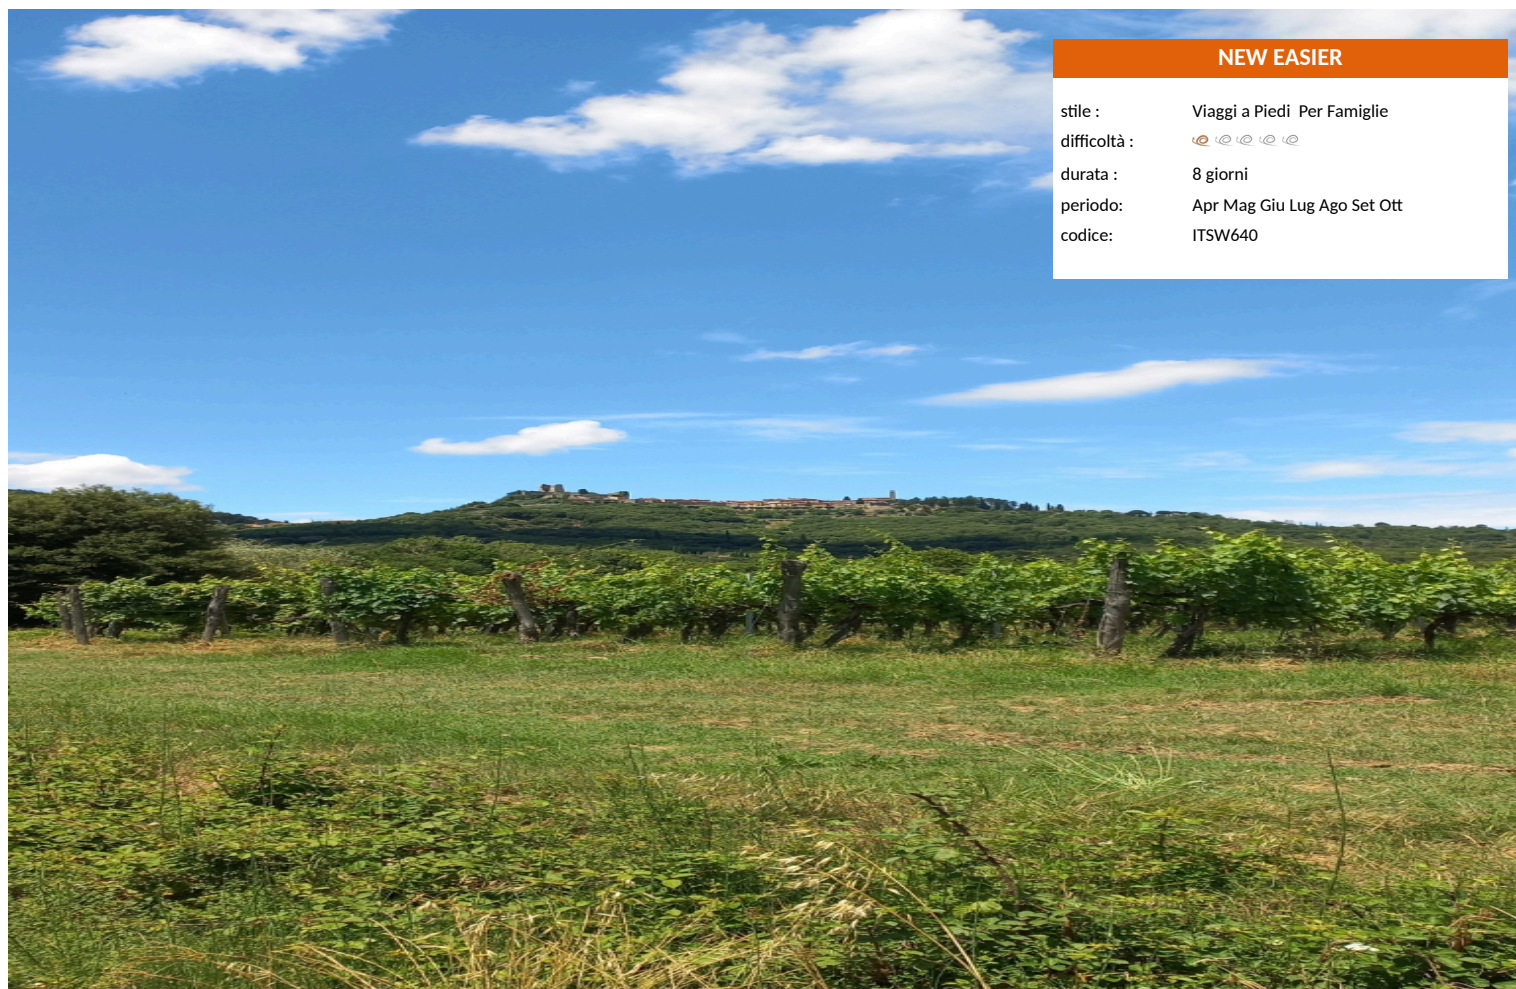 NEW EASIER
stile : Viaggi a Piedi Per Famiglie
difficoltà :
durata : 8 giorni
periodo: Apr Mag Giu Lug Ago Set Ott
codice: ITSW640